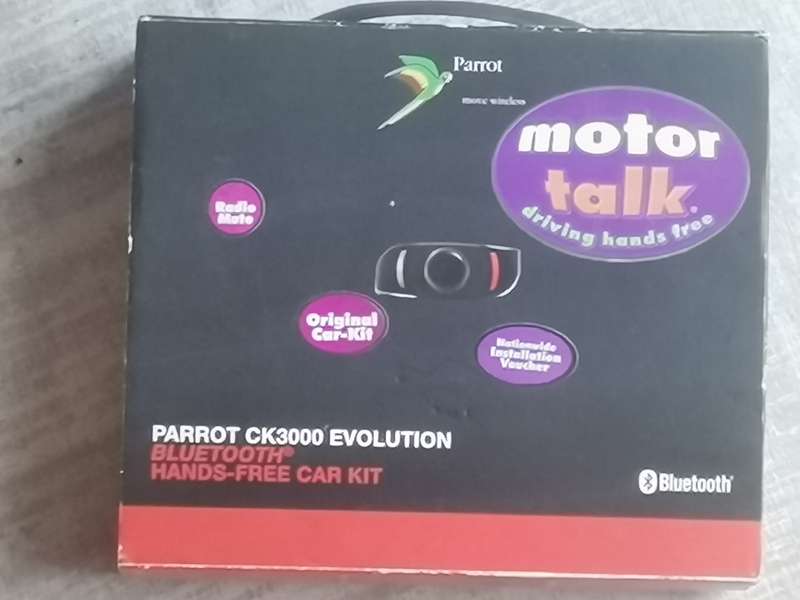 Parrot
move wireless
motor
talk
driving hands free
Radio
Mute
Original
Car-Kit
Nationwide
Installation
Voucher
PARROT CK3000 EVOLUTION
BLUETOOTH®
HANDS-FREE CAR KIT
Bluetooth®